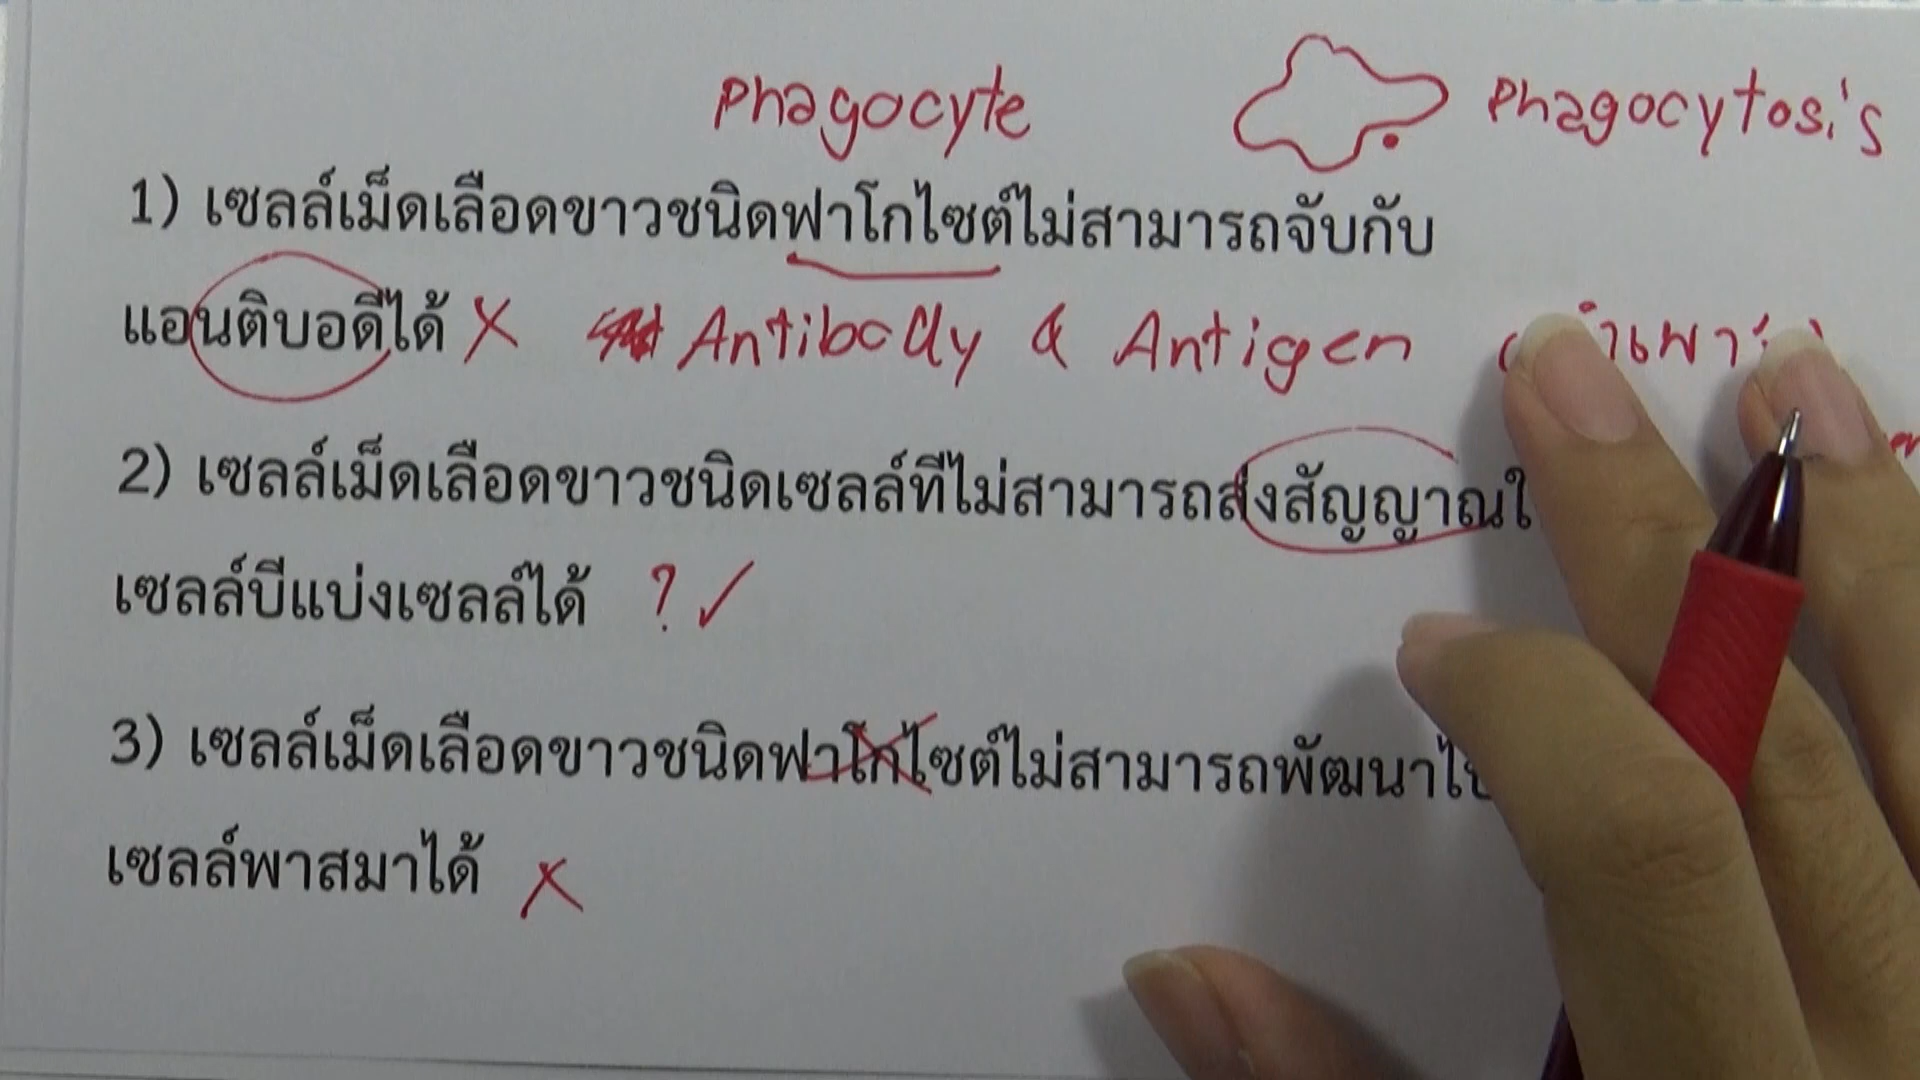 Phagocyte Phagocytosis
1) เซลล์เม็ดเลือดขาวชนิดฟาโกไซต์ไม่สามารถจับกับ
แอนติบอดีได้ X Antibody & Antigen
2) เซลล์เม็ดเลือดขาวชนิดเซลล์ทีไม่สามารถส่งสัญญาณ
เซลล์บีแบ่งเซลล์ได้ ? ✓
3) เซลล์เม็ดเลือดขาวชนิดฟาโกไซต์ไม่สามารถพัฒนา
เซลล์พาสมาได้ X